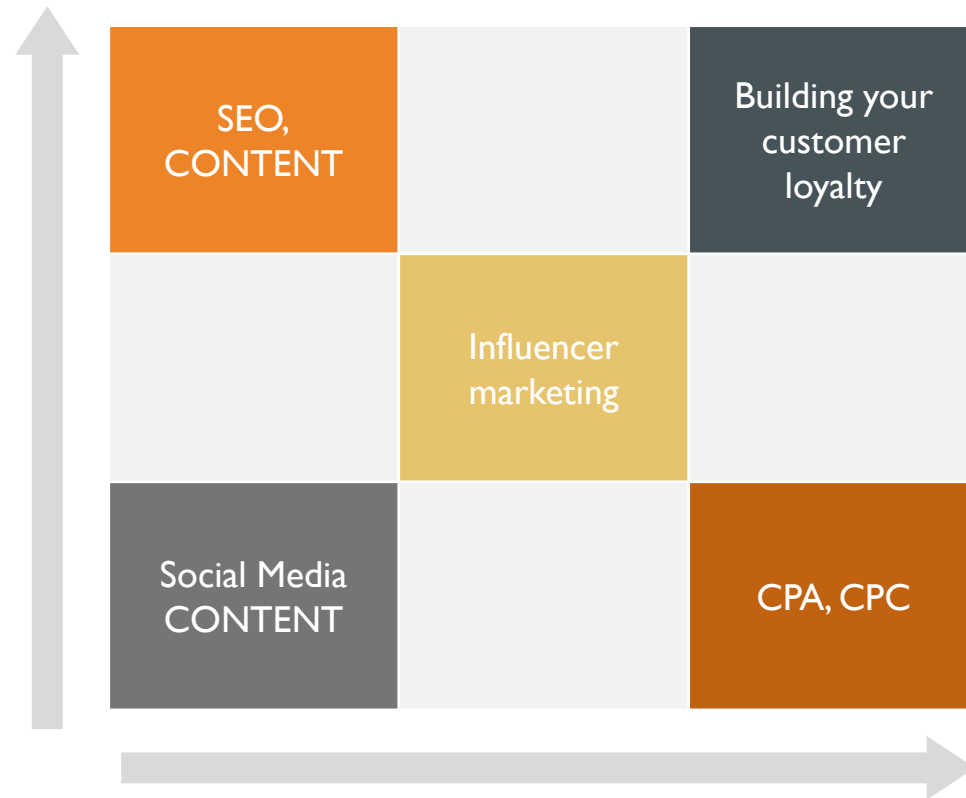 SEO,
CONTENT
Building your
customer
loyalty
Influencer
marketing
Social Media
CONTENT
CPA, CPC